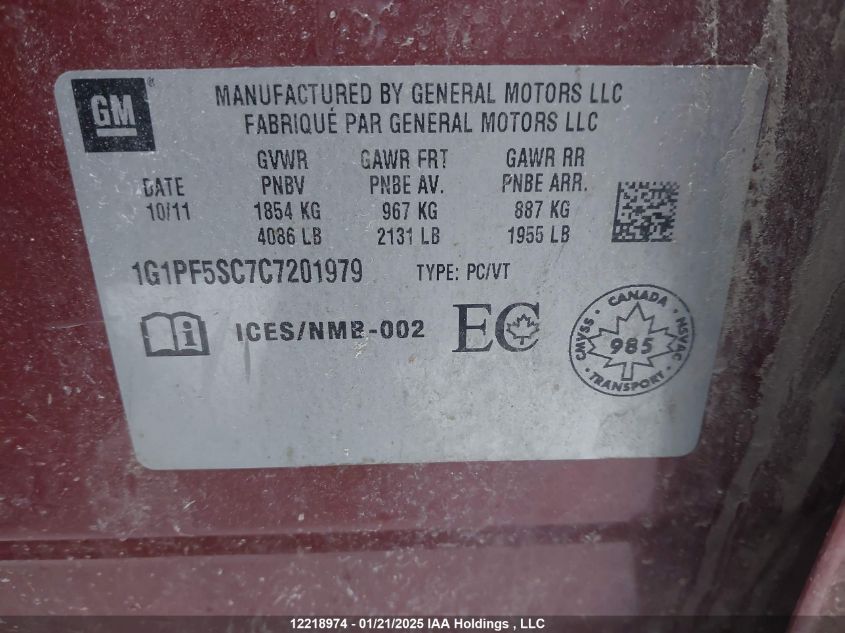 GM
MANUFACTURED BY GENERAL MOTORS LLC
FABRIQUÉ PAR GENERAL MOTORS LLC
GVWR GAWR FRT GAWR RR
DATE PNBV PNBE AV. PNBE ARR.
10/11 1854 KG 967 KG 887 KG
4086 LB 2131 LB 1955 LB
1G1PF5SC7C7201979 TYPE: PC/VT
i ICES/NMB-002 EC
CANADA
CMVSS 985 NSVAC
TRANSPORT
12218974 - 01/21/2025 IAA Holdings , LLC